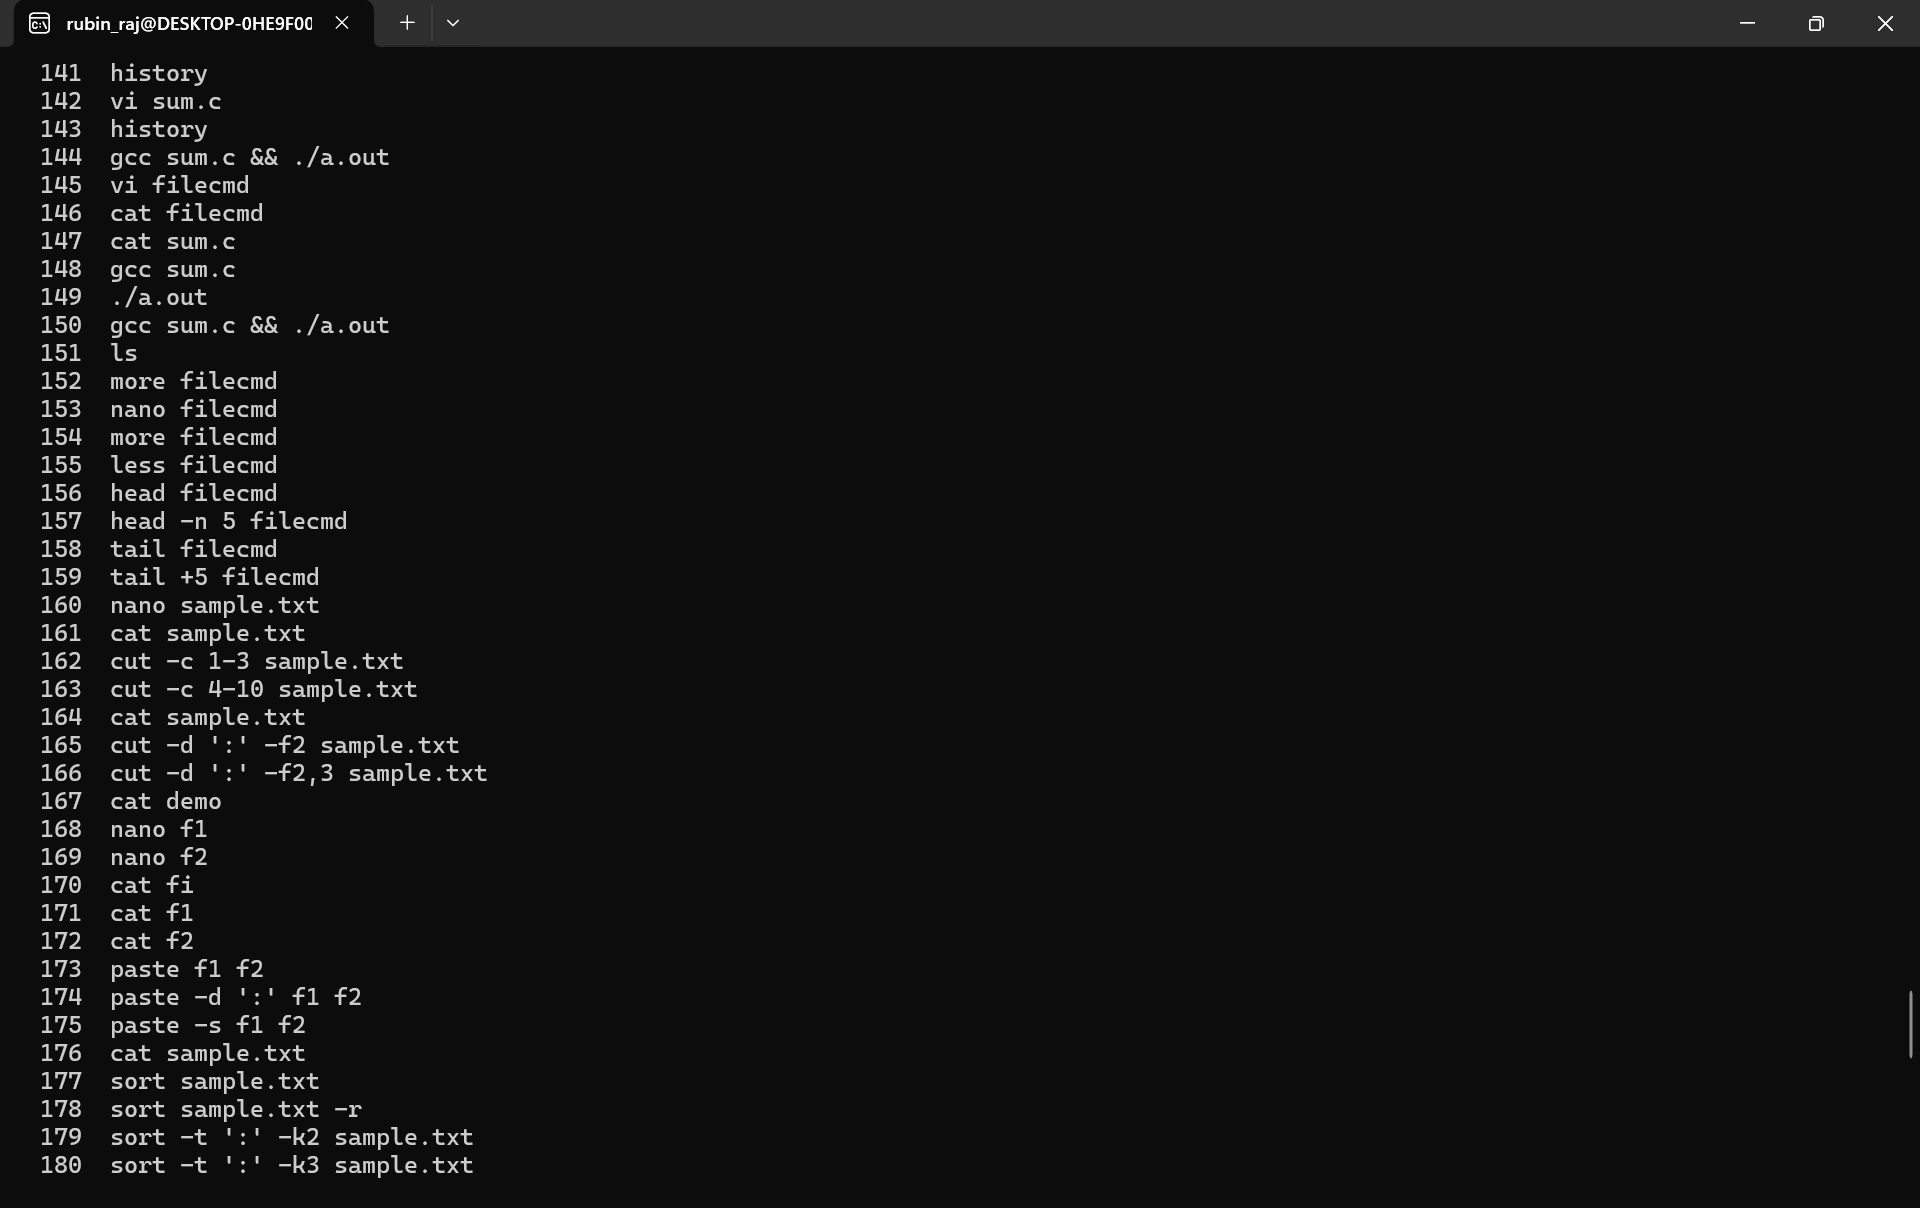 rubin_raj@DESKTOP-0HE9F00
141 history
142 vi sum.c
143 history
144 gcc sum.c && ./a.out
145 vi filecmd
146 cat filecmd
147 cat sum.c
148 gcc sum.c
149 ./a.out
150 gcc sum.c && ./a.out
151 ls
152 more filecmd
153 nano filecmd
154 more filecmd
155 less filecmd
156 head filecmd
157 head -n 5 filecmd
158 tail filecmd
159 tail +5 filecmd
160 nano sample.txt
161 cat sample.txt
162 cut -c 1-3 sample.txt
163 cut -c 4-10 sample.txt
164 cat sample.txt
165 cut -d ':' -f2 sample.txt
166 cut -d ':' -f2,3 sample.txt
167 cat demo
168 nano f1
169 nano f2
170 cat fi
171 cat f1
172 cat f2
173 paste f1 f2
174 paste -d ':' f1 f2
175 paste -s f1 f2
176 cat sample.txt
177 sort sample.txt
178 sort sample.txt -r
179 sort -t ':' -k2 sample.txt
180 sort -t ':' -k3 sample.txt